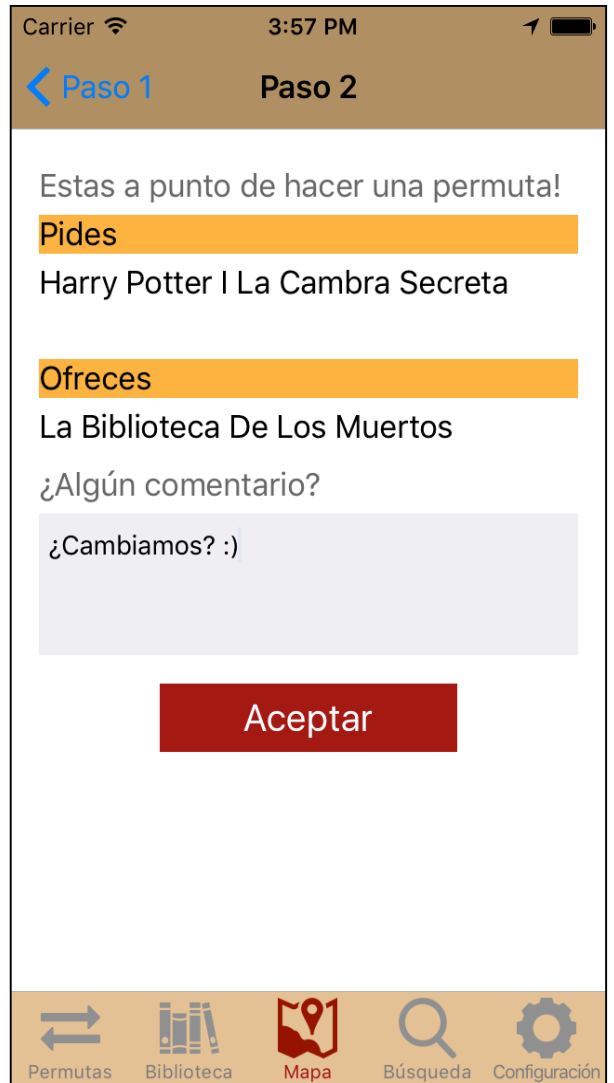 Carrier 3:57 PM
Paso 1 Paso 2
Estas a punto de hacer una permuta!
Pides
Harry Potter I La Cambra Secreta
Ofreces
La Biblioteca De Los Muertos
¿Algún comentario?
¿Cambiamos? :)
Aceptar
Permutas Biblioteca Mapa Búsqueda Configuración